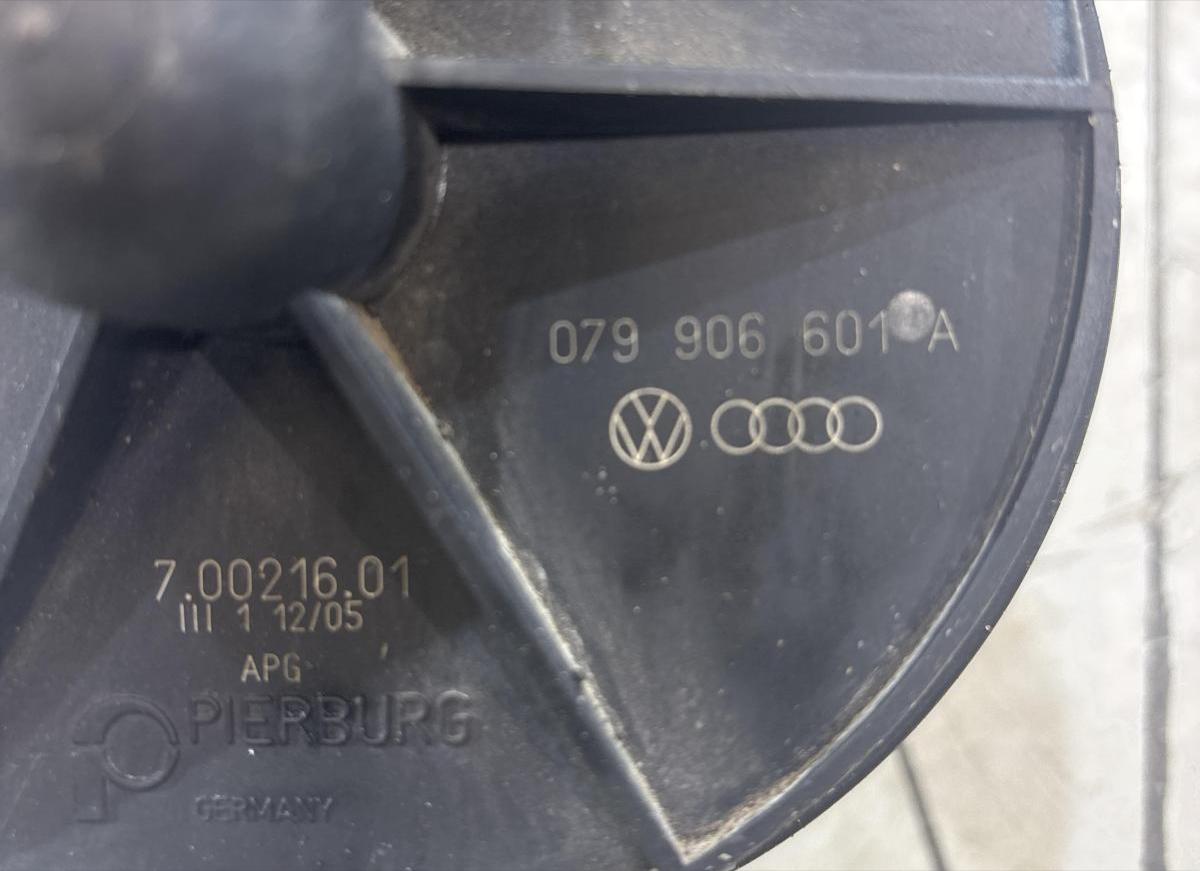 079 906 601 A
7.00216.01
III 1 12/05
APG
PIERBURG
GERMANY